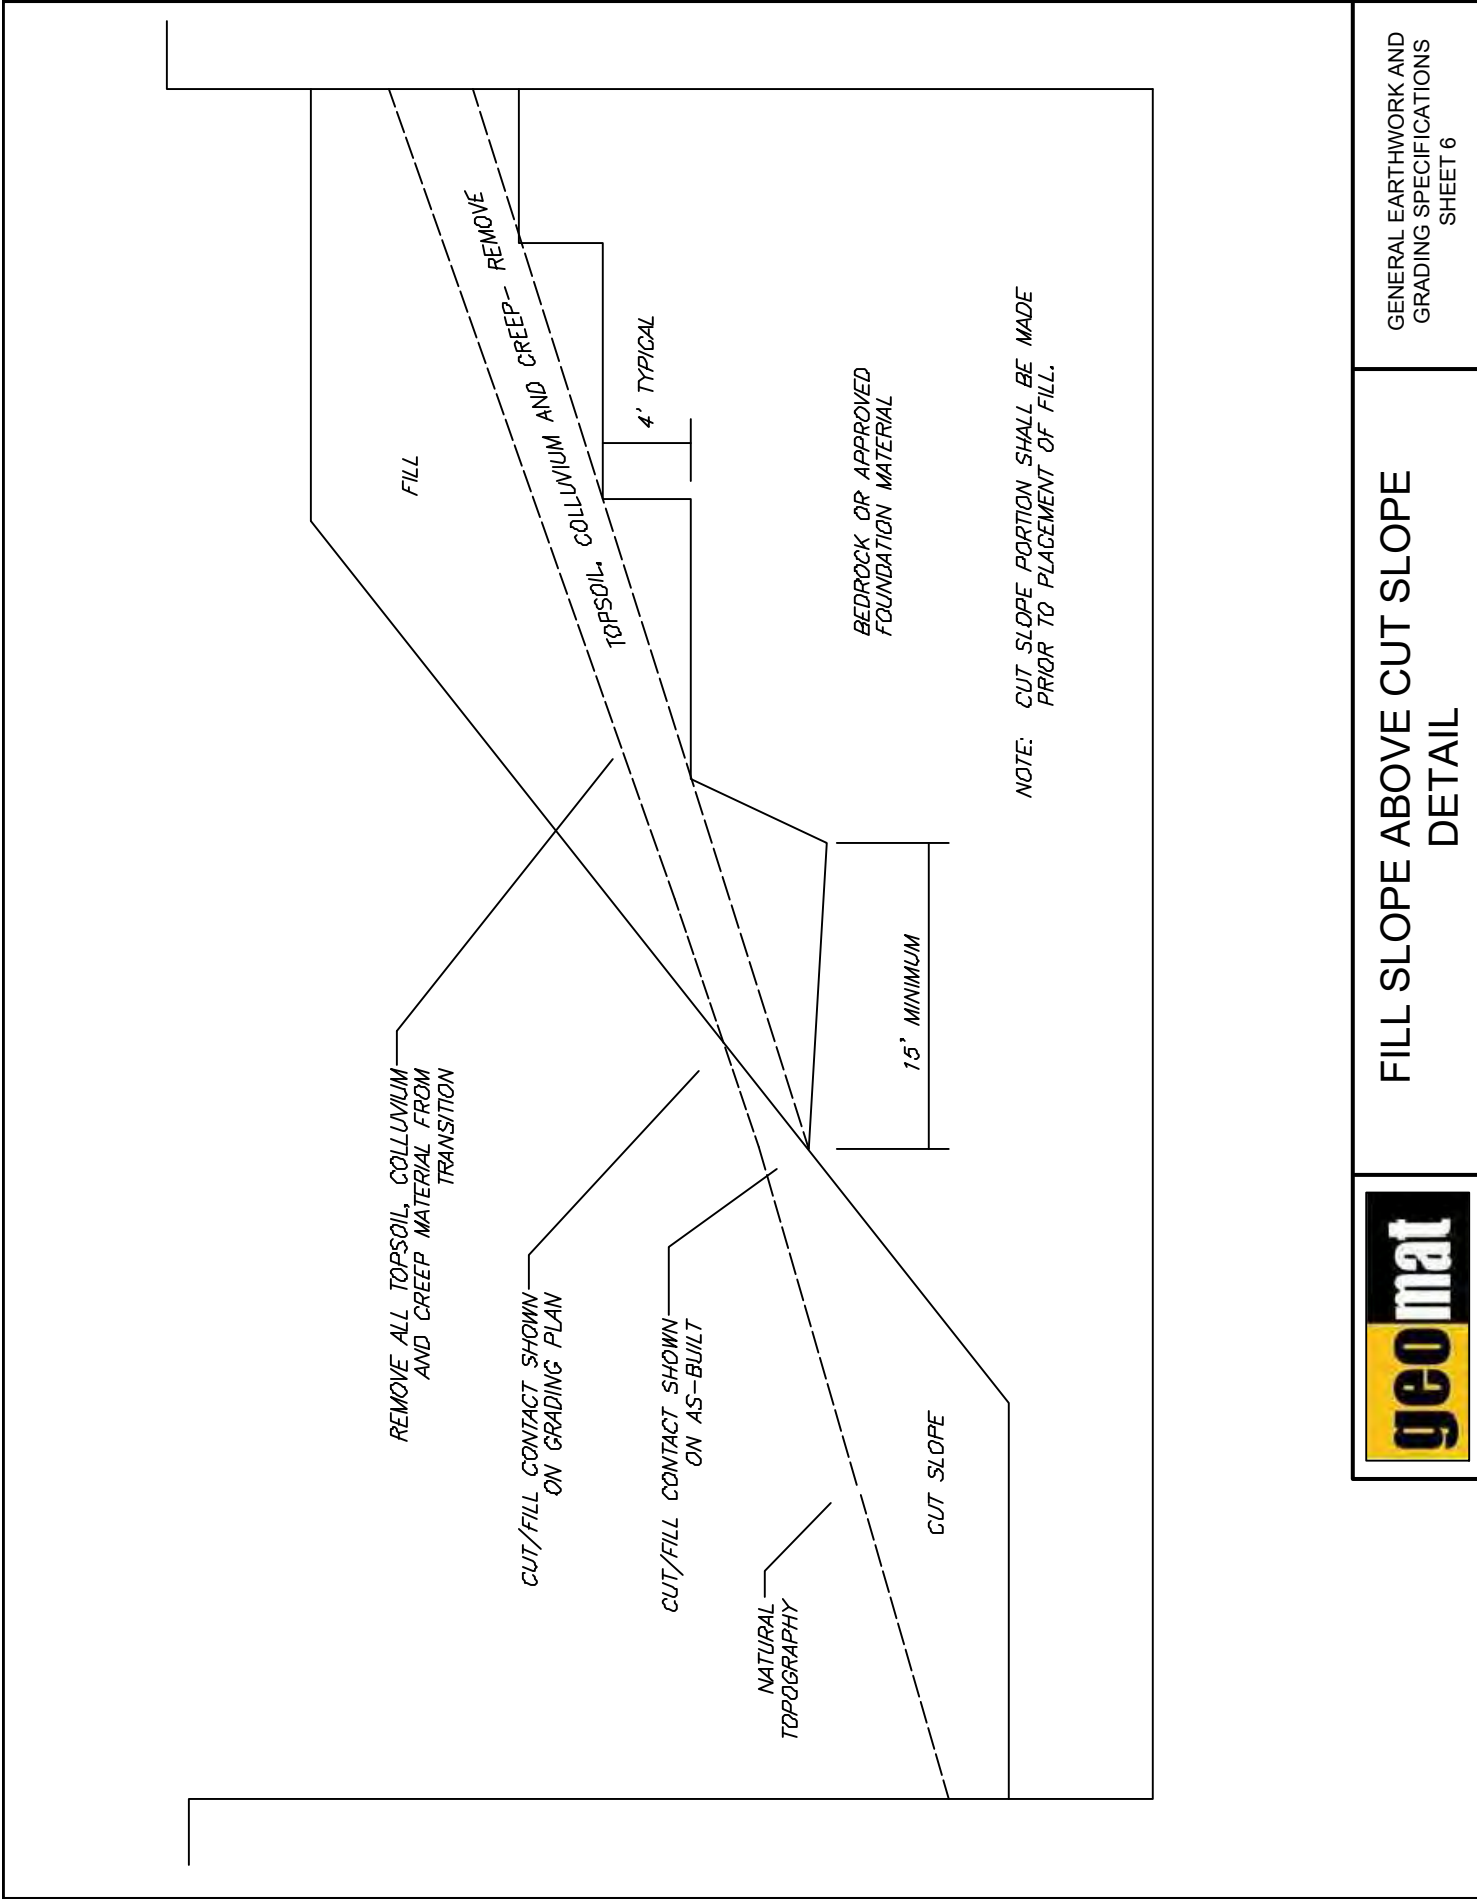 REMOVE ALL TOPSOIL, COLLUVIUM
AND CREEP MATERIAL FROM
TRANSITION
CUT/FILL CONTACT SHOWN
ON GRADING PLAN
CUT/FILL CONTACT SHOWN
ON AS-BUILT
NATURAL
TOPOGRAPHY
CUT SLOPE
FILL
TOPSOIL, COLLUVIUM AND CREEP- REMOVE
4' TYPICAL
15' MINIMUM
BEDROCK OR APPROVED
FOUNDATION MATERIAL
NOTE: CUT SLOPE PORTION SHALL BE MADE
PRIOR TO PLACEMENT OF FILL.
geomat
FILL SLOPE ABOVE CUT SLOPE
DETAIL
GENERAL EARTHWORK AND
GRADING SPECIFICATIONS
SHEET 6